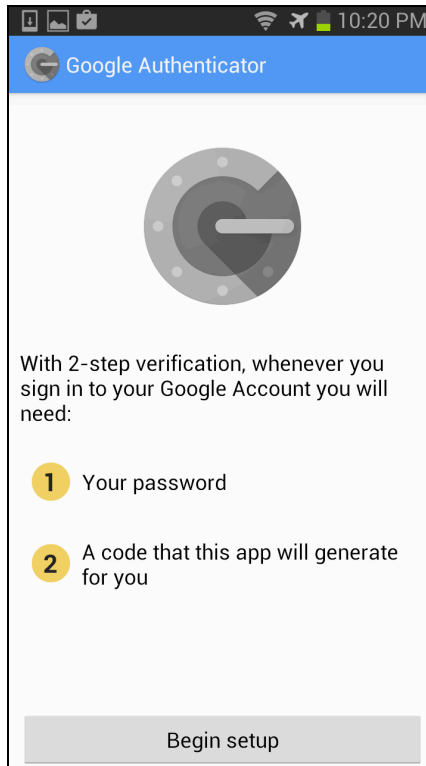 10:20 PM
Google Authenticator
With 2-step verification, whenever you
sign in to your Google Account you will
need:
1 Your password
2 A code that this app will generate
for you
Begin setup